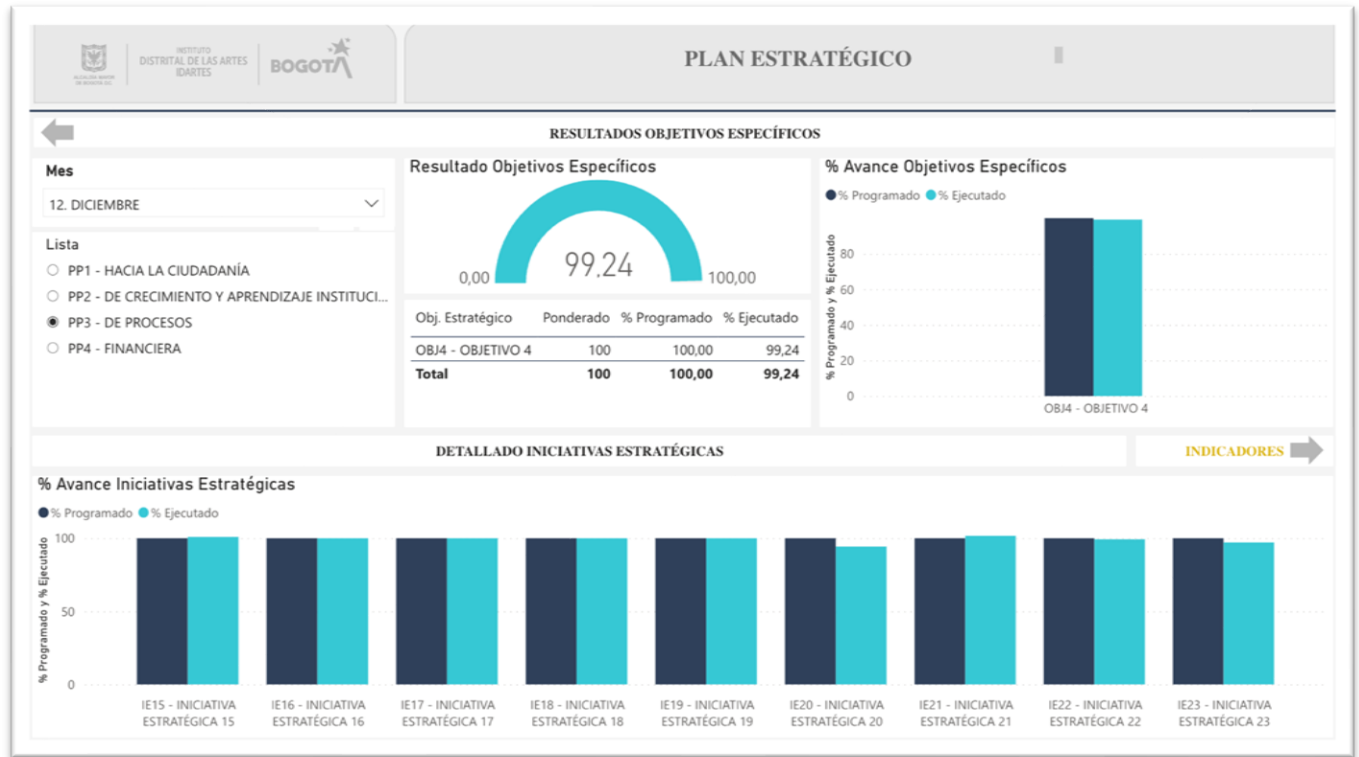 ALCALDÍA MAYOR
DE BOGOTÁ D.C.
INSTITUTO
DISTRITAL DE LAS ARTES
IDARTES
BOGOTÁ
PLAN ESTRATÉGICO
RESULTADOS OBJETIVOS ESPECÍFICOS
Mes
12. DICIEMBRE
Lista
PP1 - HACIA LA CIUDADANÍA
PP2 - DE CRECIMIENTO Y APRENDIZAJE INSTITUCI...
PP3 - DE PROCESOS
PP4 - FINANCIERA
Resultado Objetivos Específicos
99,24
0,00 100,00
Obj. Estratégico Ponderado % Programado % Ejecutado
OBJ4 - OBJETIVO 4 100 100,00 99,24
Total 100 100,00 99,24
% Avance Objetivos Específicos
% Programado % Ejecutado
% Programado y % Ejecutado
80
60
40
20
0
OBJ4 - OBJETIVO 4
DETALLADO INICIATIVAS ESTRATÉGICAS
INDICADORES
% Avance Iniciativas Estratégicas
% Programado % Ejecutado
% Programado y % Ejecutado
100
50
0
IE15 - INICIATIVA IE16 - INICIATIVA IE17 - INICIATIVA IE18 - INICIATIVA IE19 - INICIATIVA IE20 - INICIATIVA IE21 - INICIATIVA IE22 - INICIATIVA IE23 - INICIATIVA
ESTRATÉGICA 15 ESTRATÉGICA 16 ESTRATÉGICA 17 ESTRATÉGICA 18 ESTRATÉGICA 19 ESTRATÉGICA 20 ESTRATÉGICA 21 ESTRATÉGICA 22 ESTRATÉGICA 23